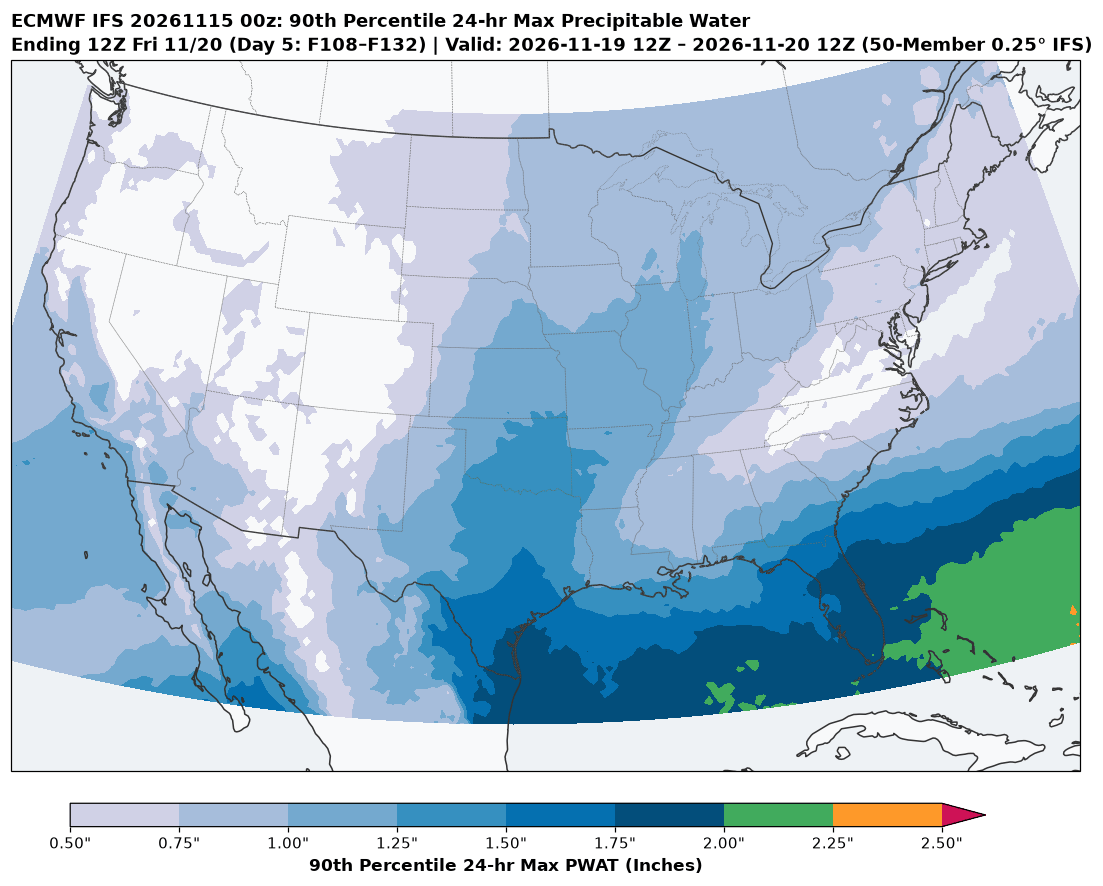 ECMWF IFS 20261115 00z: 90th Percentile 24-hr Max Precipitable Water
Ending 12Z Fri 11/20 (Day 5: F108–F132) | Valid: 2026-11-19 12Z – 2026-11-20 12Z (50-Member 0.25° IFS)
0.50" 0.75" 1.00" 1.25" 1.50" 1.75" 2.00" 2.25" 2.50"
90th Percentile 24-hr Max PWAT (Inches)